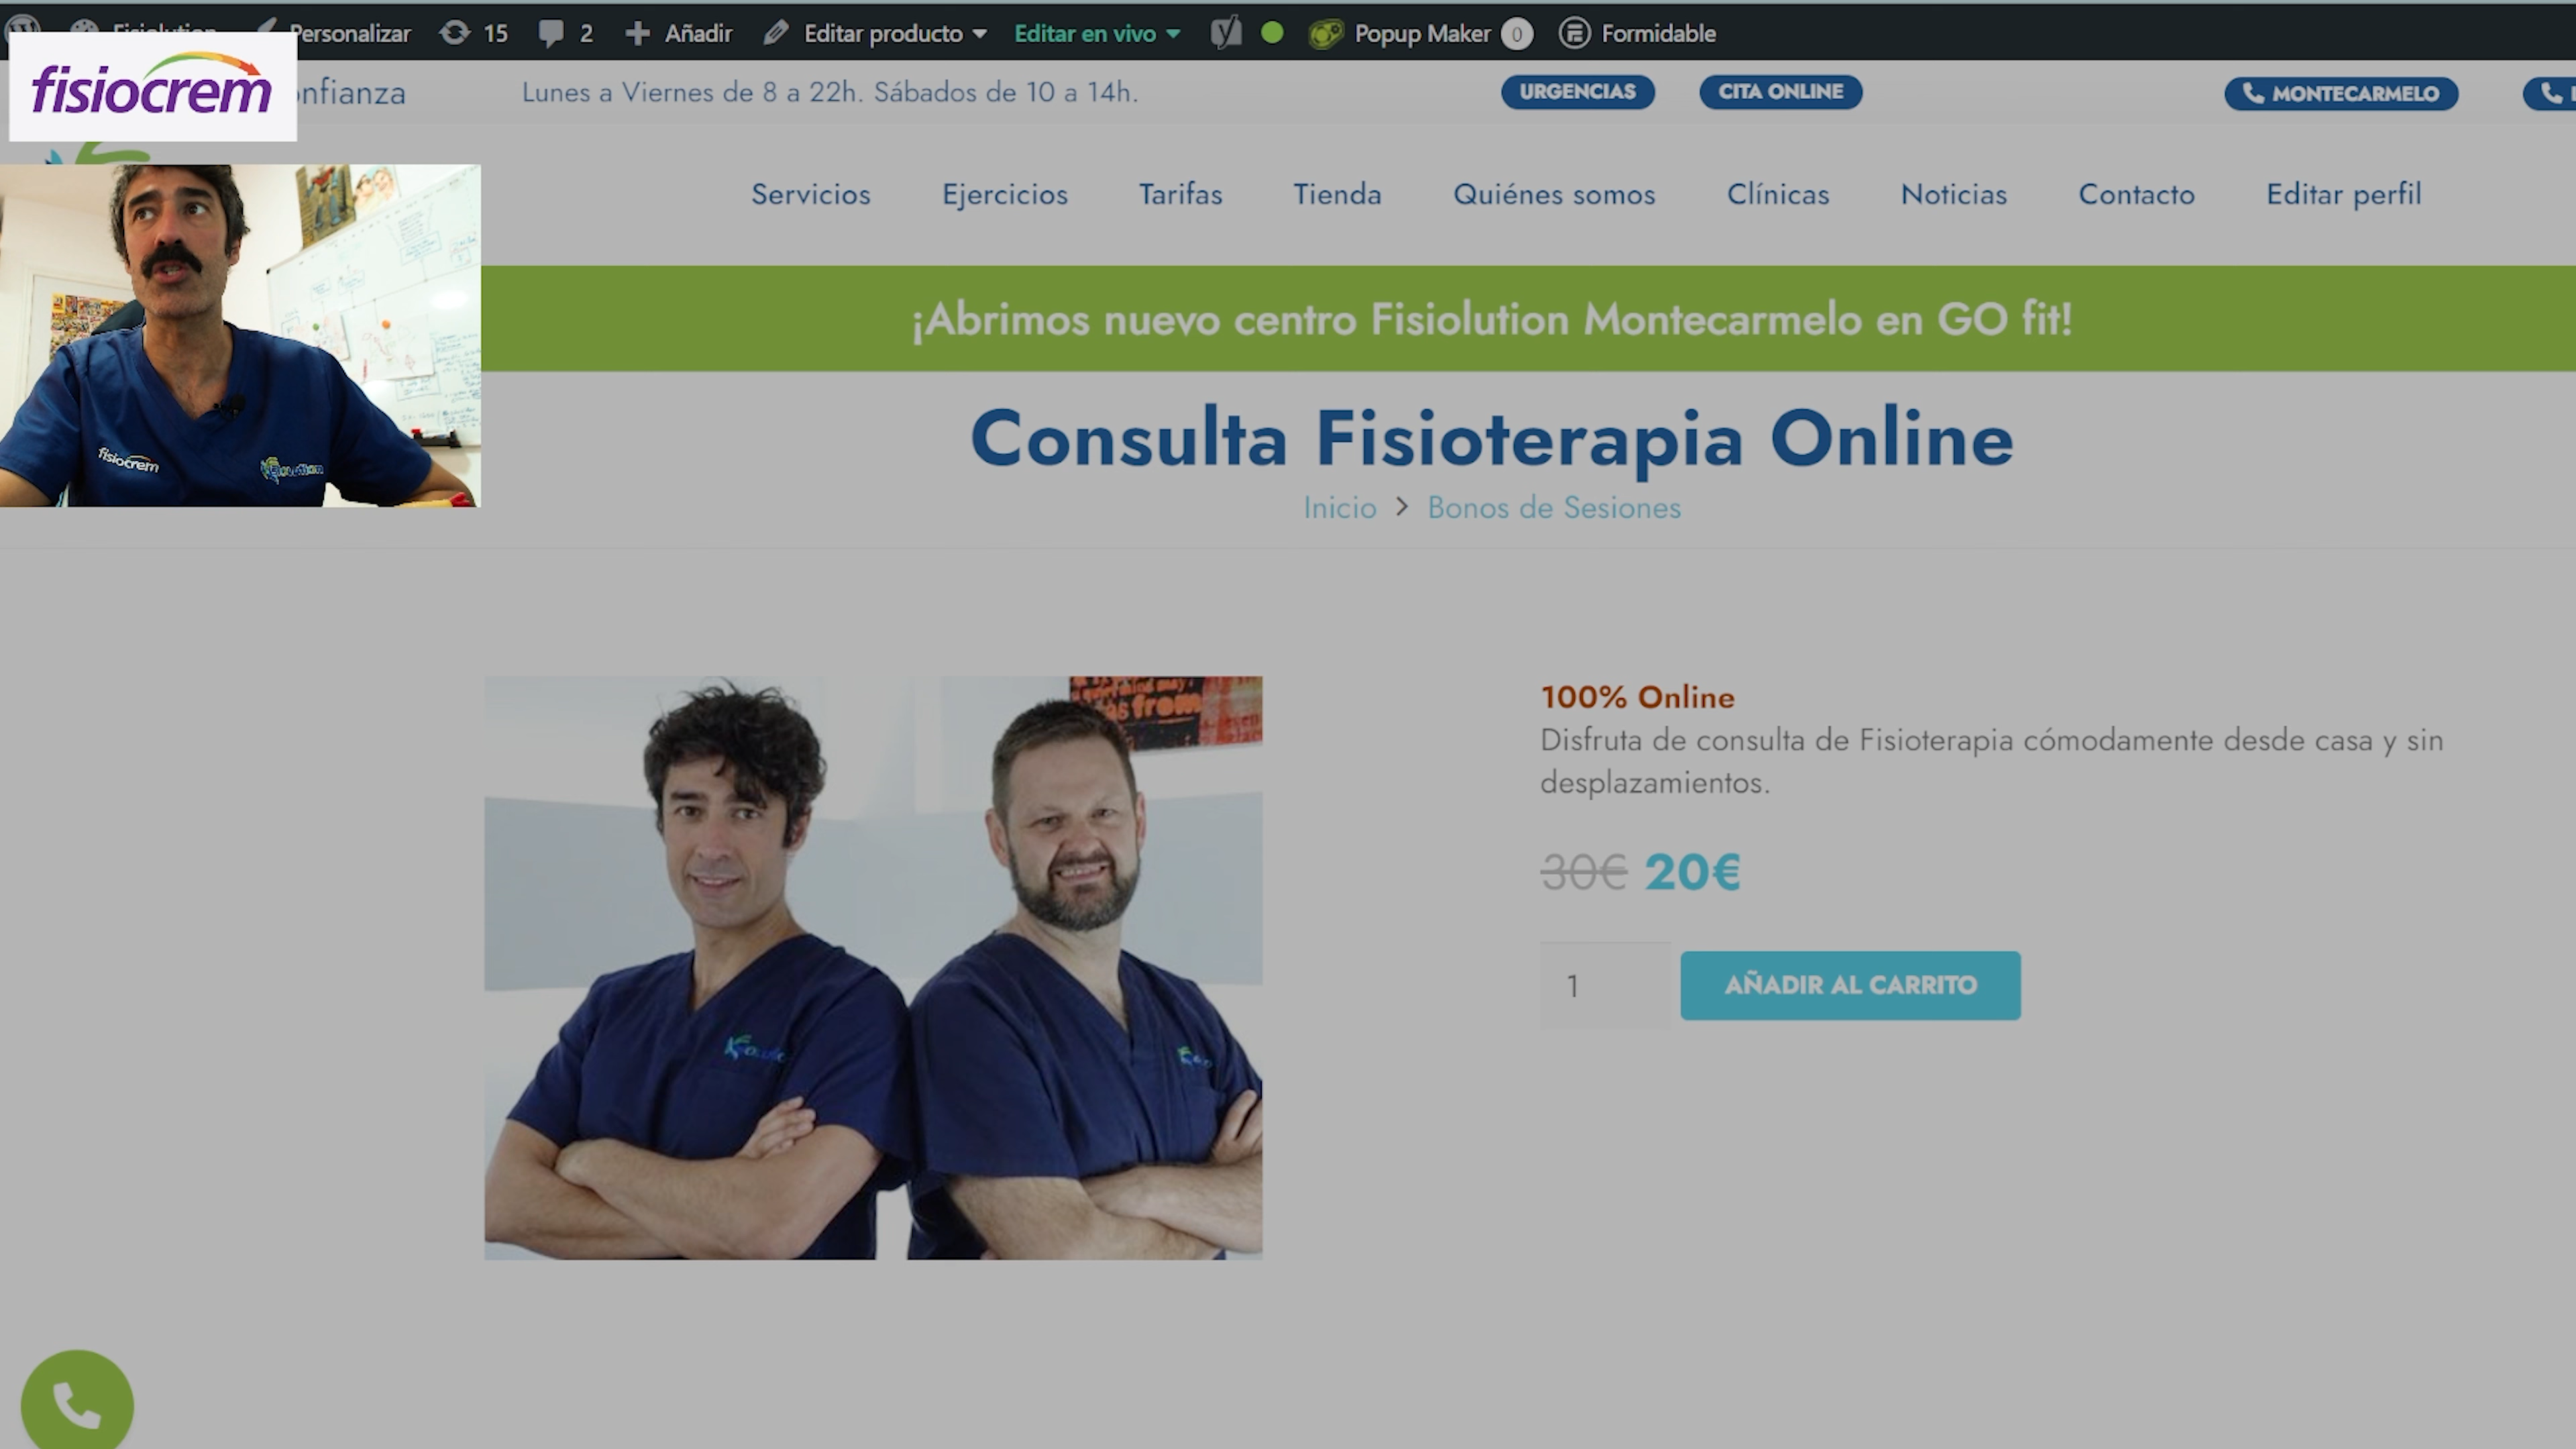 Personalizar 15 2 Añadir Editar producto Editar en vivo Popup Maker 0 Formidable
fisiocrem
onfianza Lunes a Viernes de 8 a 22h. Sábados de 10 a 14h. URGENCIAS CITA ONLINE MONTECARMELO
Servicios Ejercicios Tarifas Tienda Quiénes somos Clínicas Noticias Contacto Editar perfil
¡Abrimos nuevo centro Fisiolution Montecarmelo en GO fit!
Consulta Fisioterapia Online
Inicio > Bonos de Sesiones
fisiocrem
100% Online
Disfruta de consulta de Fisioterapia cómodamente desde casa y sin
desplazamientos.
30€ 20€
1 AÑADIR AL CARRITO
from